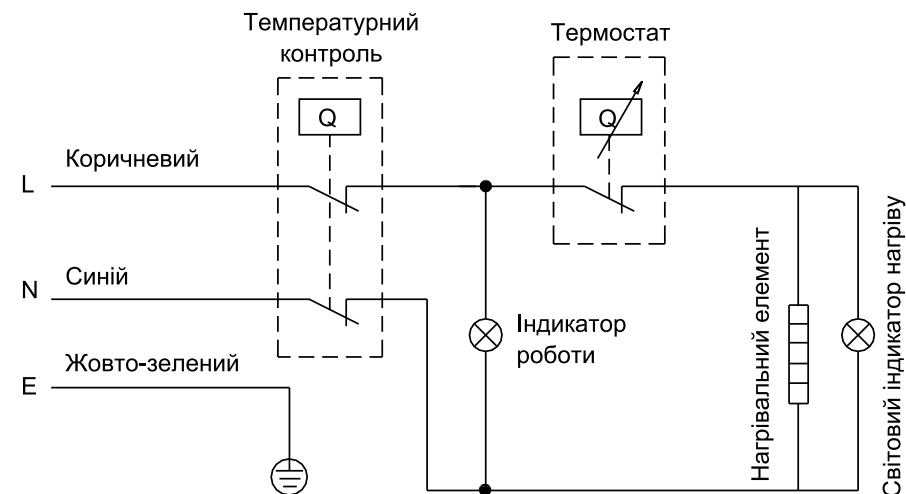 Температурний
контроль
Термостат
Q
Q
L
Коричневий
N
Синій
E
Жовто-зелений
Індикатор
роботи
Нагрівальний елемент
Світовий індикатор нагріву